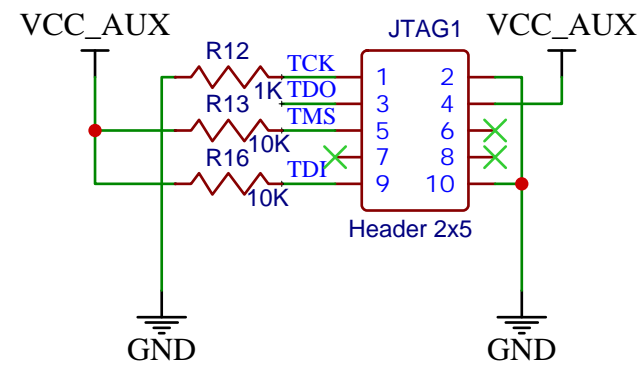 VCC_AUX
JTAG1
VCC_AUX
R12
TCK
1
2
1K
TDO
R13
3
4
TMS
5
6
10K
R16
7
8
TDI
9
10
10K
Header 2x5
GND
GND